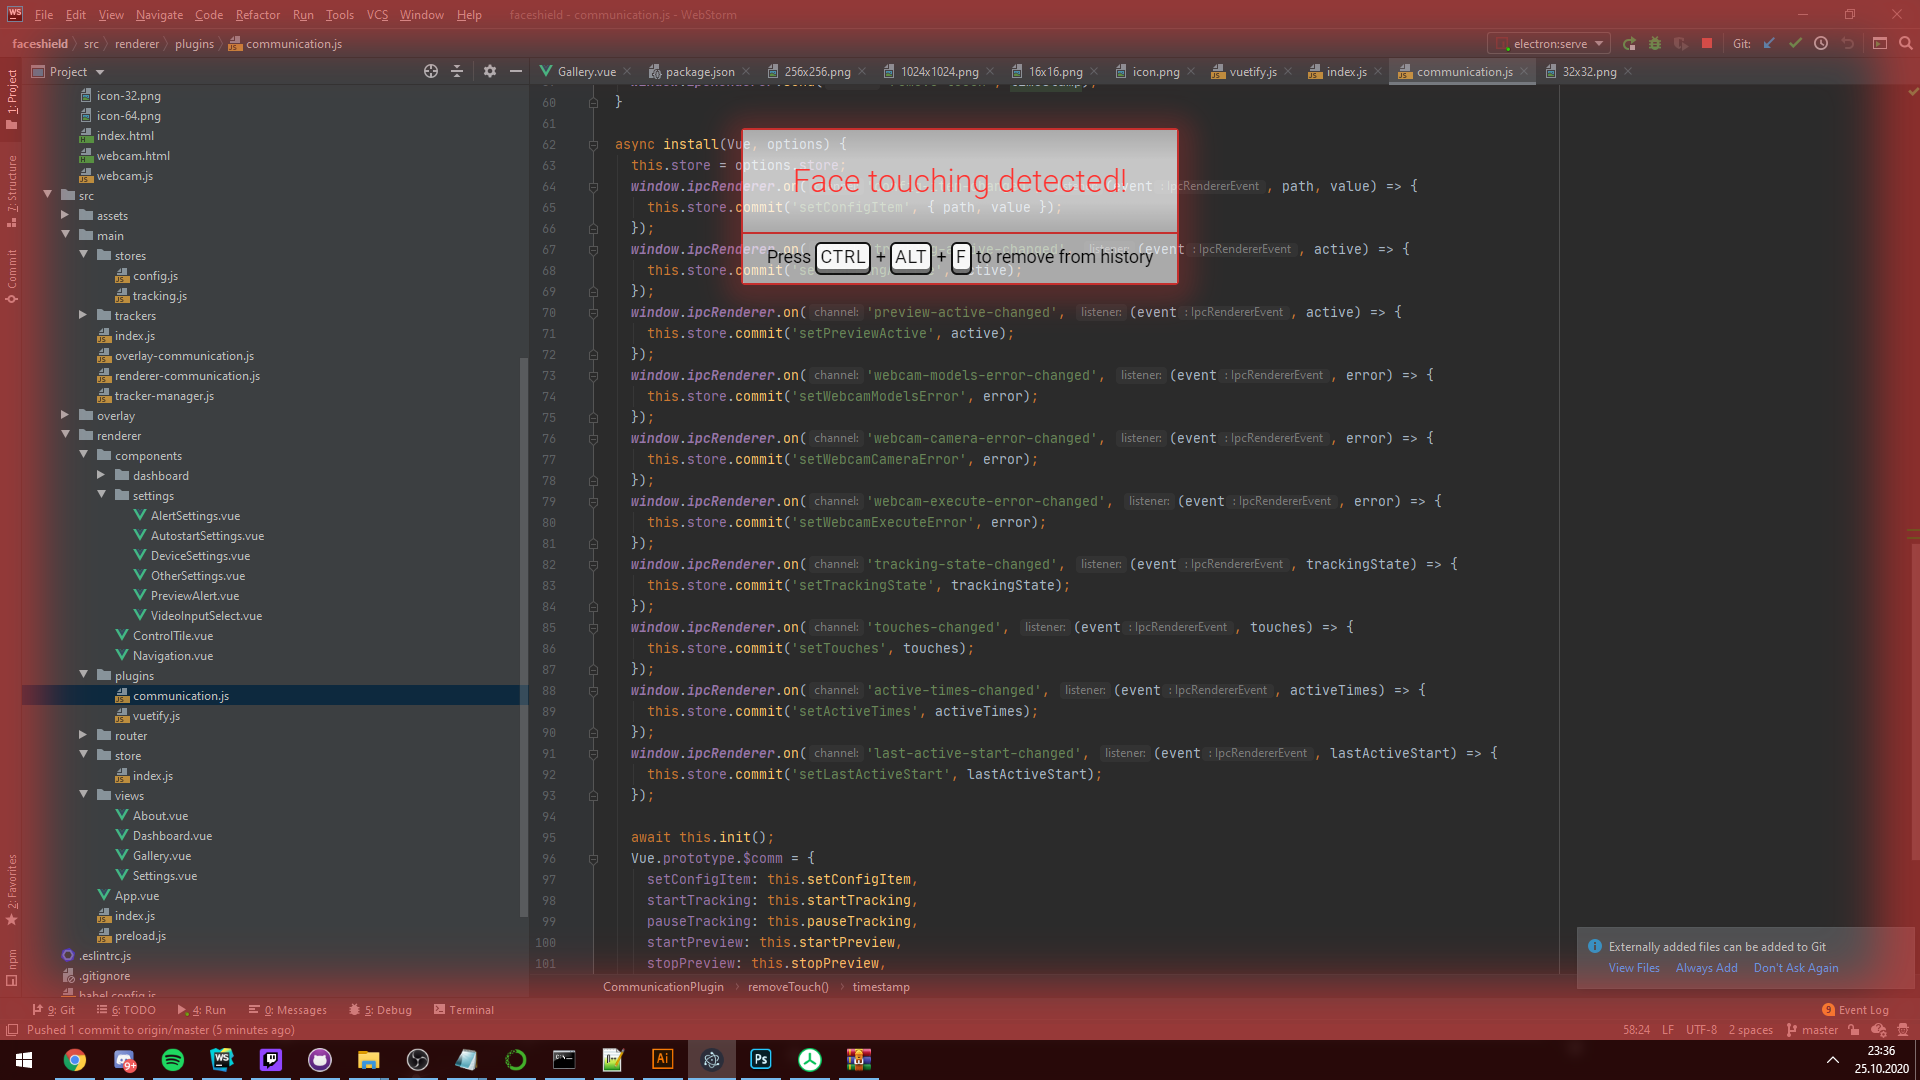 File Edit View Navigate Code Refactor Run Tools VCS Window Help faceshield - communication.js - WebStorm
faceshield src renderer plugins communication.js
electron:serve Git:
Project
Gallery.vue package.json 256x256.png 1024x1024.png 16x16.png icon.png vuetify.js index.js communication.js 32x32.png
1: Project
7: Structure
Commit
2: Favorites
npm
icon-32.png
icon-64.png
index.html
webcam.html
webcam.js
src
assets
main
stores
config.js
tracking.js
trackers
index.js
overlay-communication.js
renderer-communication.js
tracker-manager.js
overlay
renderer
components
dashboard
settings
AlertSettings.vue
AutostartSettings.vue
DeviceSettings.vue
OtherSettings.vue
PreviewAlert.vue
VideoInputSelect.vue
ControlTile.vue
Navigation.vue
plugins
communication.js
vuetify.js
router
store
index.js
views
About.vue
Dashboard.vue
Gallery.vue
Settings.vue
App.vue
index.js
preload.js
.eslintrc.js
.gitignore
babel.config.js
60 }
61
62 async install(Vue, options) {
63 this.store = options.store;
64 window.ipcRenderer.on( (event : IpcRendererEvent , path, value) => {
65 this.store.commit('setConfigItem', { path, value });
66 });
67 window.ipcRenderer.on( listener: (event : IpcRendererEvent , active) => {
68 this.store.commit(
69 });
70 window.ipcRenderer.on( channel: 'preview-active-changed', listener: (event : IpcRendererEvent , active) => {
71 this.store.commit('setPreviewActive', active);
72 });
73 window.ipcRenderer.on( channel: 'webcam-models-error-changed', listener: (event : IpcRendererEvent , error) => {
74 this.store.commit('setWebcamModelsError', error);
75 });
76 window.ipcRenderer.on( channel: 'webcam-camera-error-changed', listener: (event : IpcRendererEvent , error) => {
77 this.store.commit('setWebcamCameraError', error);
78 });
79 window.ipcRenderer.on( channel: 'webcam-execute-error-changed', listener: (event : IpcRendererEvent , error) => {
80 this.store.commit('setWebcamExecuteError', error);
81 });
82 window.ipcRenderer.on( channel: 'tracking-state-changed', listener: (event : IpcRendererEvent , trackingState) => {
83 this.store.commit('setTrackingState', trackingState);
84 });
85 window.ipcRenderer.on( channel: 'touches-changed', listener: (event : IpcRendererEvent , touches) => {
86 this.store.commit('setTouches', touches);
87 });
88 window.ipcRenderer.on( channel: 'active-times-changed', listener: (event : IpcRendererEvent , activeTimes) => {
89 this.store.commit('setActiveTimes', activeTimes);
90 });
91 window.ipcRenderer.on( channel: 'last-active-start-changed', listener: (event : IpcRendererEvent , lastActiveStart) => {
92 this.store.commit('setLastActiveStart', lastActiveStart);
93 });
94
95 await this.init();
96 Vue.prototype.$comm = {
97 setConfigItem: this.setConfigItem,
98 startTracking: this.startTracking,
99 pauseTracking: this.pauseTracking,
100 startPreview: this.startPreview,
101 stopPreview: this.stopPreview,
Face touching detected!
Press CTRL + ALT + F to remove from history
Externally added files can be added to Git
View Files Always Add Don't Ask Again
CommunicationPlugin removeTouch() timestamp
9: Git 6: TODO 4: Run 0: Messages 5: Debug Terminal 9 Event Log
Pushed 1 commit to origin/master (5 minutes ago) 58:24 LF UTF-8 2 spaces master
23:36
25.10.2020